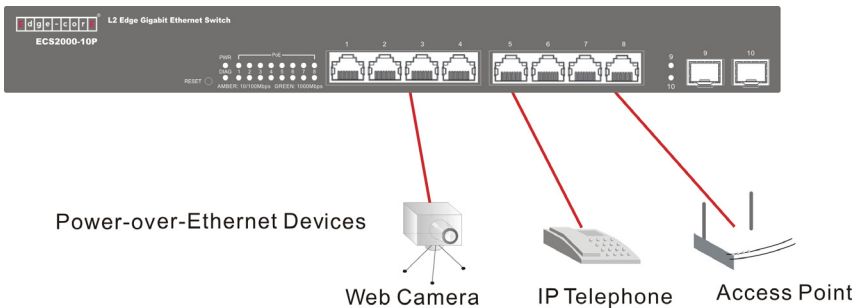 Edge-corE L2 Edge Gigabit Ethernet Switch
ECS2000-10P
PWR PoE
DIAG 1 2 3 4 5 6 7 8
RESET
AMBER: 10/100Mbps GREEN: 1000Mbps
1 2 3 4 5 6 7 8
9
10
9 10
Power-over-Ethernet Devices
Web Camera IP Telephone Access Point